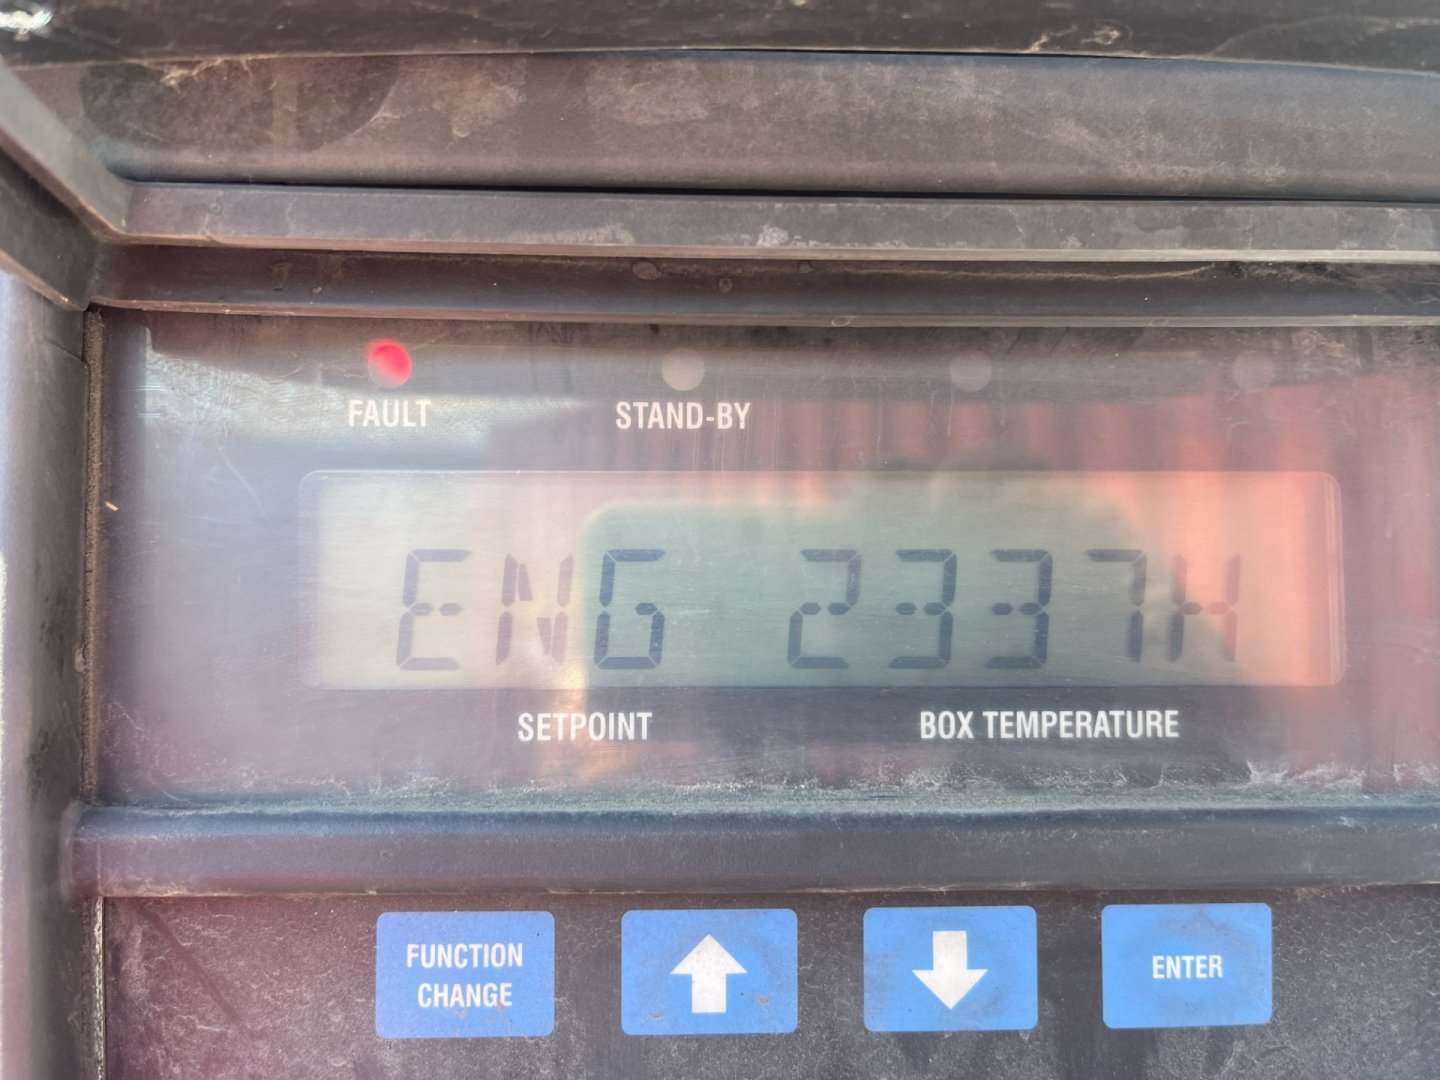 FAULT STAND-BY
ENG 2337H
SETPOINT BOX TEMPERATURE
FUNCTION CHANGE
ENTER